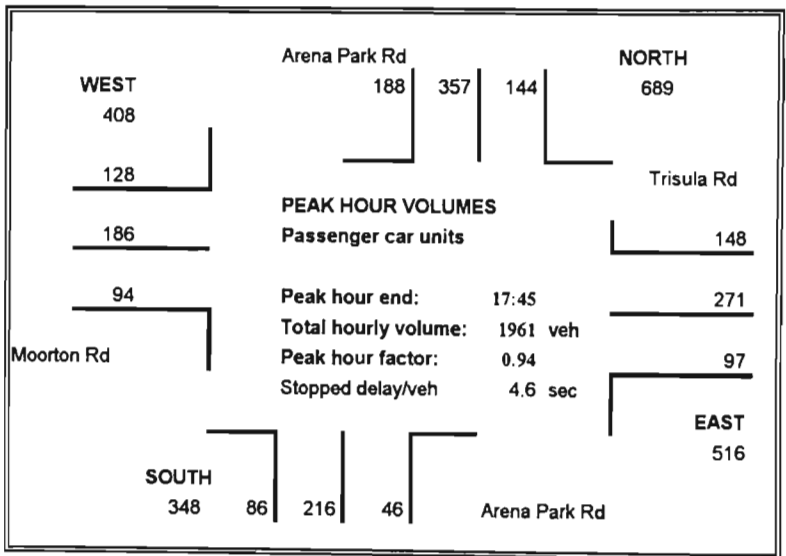 Arena Park Rd NORTH
WEST 188 357 144 689
408
128
Trisula Rd
PEAK HOUR VOLUMES
186 Passenger car units 148
94 Peak hour end: 17:45 271
Total hourly volume: 1961 veh
Moorton Rd Peak hour factor: 0.94 97
Stopped delay/veh 4.6 sec
EAST
516
SOUTH
348 86 216 46 Arena Park Rd